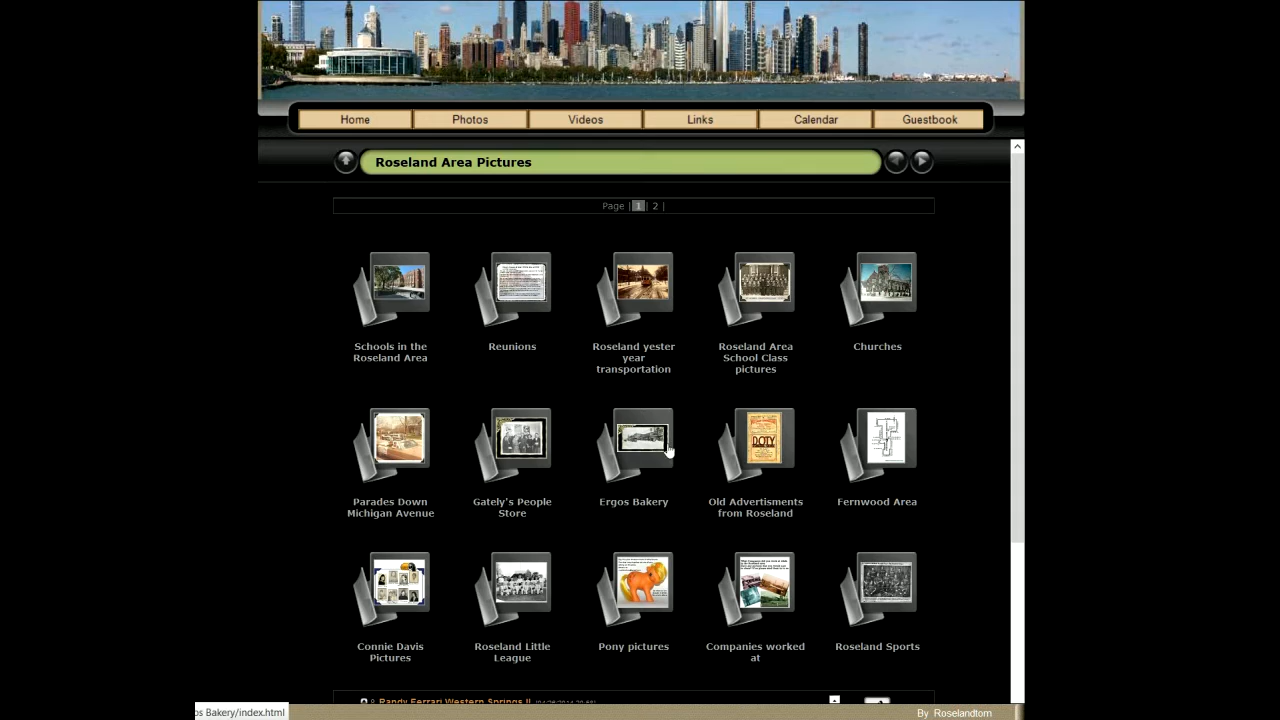 Home Photos Videos Links Calendar Guestbook
Roseland Area Pictures
Page | 1 | 2 |
Schools in the
Roseland Area
Reunions
Roseland yester
year
transportation
Roseland Area
School Class
pictures
Churches
Parades Down
Michigan Avenue
Gately's People
Store
Ergos Bakery
DOTY
Old Advertisments
from Roseland
Fernwood Area
Connie Davis
Pictures
Roseland Little
League
Pony pictures
Companies worked
at
Roseland Sports
Randy Ferrari Western Springs Il
os Bakery/index.html
By Roselandtom